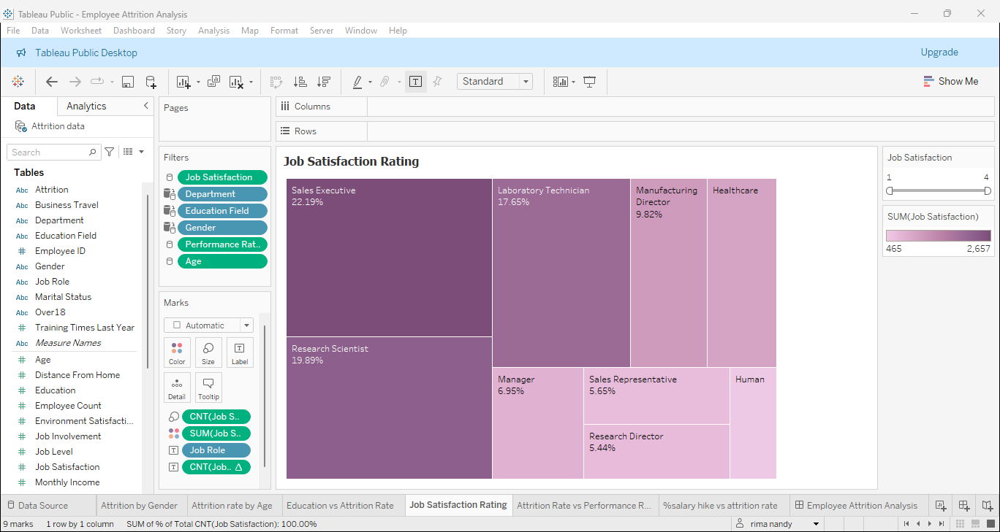 Tableau Public - Employee Attrition Analysis
File Data Worksheet Dashboard Story Analysis Map Format Server Window Help
Tableau Public Desktop
Upgrade
Standard
Show Me
Data
Analytics
Attrition data
Search
Tables
Abc Attrition
Abc Business Travel
Abc Department
Abc Education Field
# Employee ID
Abc Gender
Abc Job Role
Abc Marital Status
Abc Over18
# Training Times Last Year
Abc Measure Names
# Age
# Distance From Home
# Education
# Employee Count
# Environment Satisfacti...
# Job Involvement
# Job Level
# Job Satisfaction
# Monthly Income
Pages
Filters
Job Satisfaction
Department
Education Field
Gender
Performance Rat..
Age
Marks
Automatic
Color Size Label
Detail Tooltip
CNT(Job S..
SUM(Job S..
Job Role
CNT(Job.. Δ
Columns
Rows
Job Satisfaction Rating
Sales Executive
22.19%
Research Scientist
19.89%
Laboratory Technician
17.65%
Manufacturing
Director
9.82%
Healthcare
Manager
6.95%
Sales Representative
5.65%
Research Director
5.44%
Human
Job Satisfaction
1 4
SUM(Job Satisfaction)
465 2,657
Data Source Attrition by Gender Attrition rate by Age Education vs Attrition Rate Job Satisfaction Rating Attrition Rate vs Performance R... %salary hike vs attrition rate Employee Attrition Analysis
9 marks 1 row by 1 column SUM of % of Total CNT(Job Satisfaction): 100.00% rima nandy